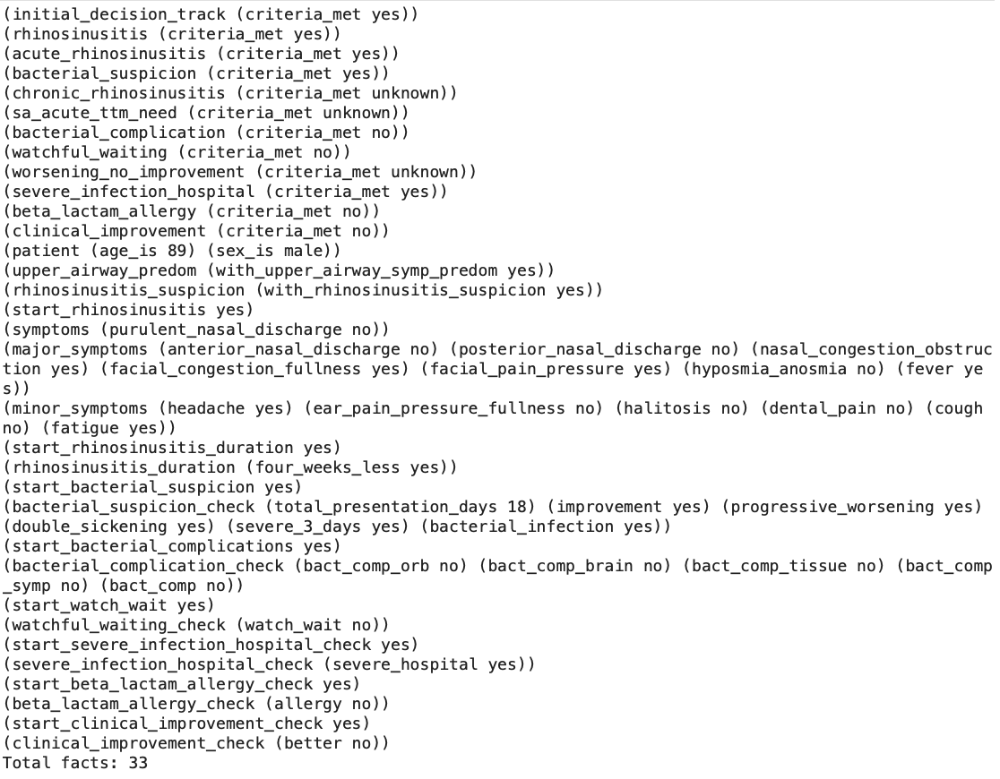 (initial_decision_track (criteria_met yes))
(rhinosinusitis (criteria_met yes))
(acute_rhinosinusitis (criteria_met yes))
(bacterial_suspicion (criteria_met yes))
(chronic_rhinosinusitis (criteria_met unknown))
(sa_acute_ttm_need (criteria_met unknown))
(bacterial_complication (criteria_met no))
(watchful_waiting (criteria_met no))
(worsening_no_improvement (criteria_met unknown))
(severe_infection_hospital (criteria_met yes))
(beta_lactam_allergy (criteria_met no))
(clinical_improvement (criteria_met no))
(patient (age_is 89) (sex_is male))
(upper_airway_predom (with_upper_airway_symp_predom yes))
(rhinosinusitis_suspicion (with_rhinosinusitis_suspicion yes))
(start_rhinosinusitis yes)
(symptoms (purulent_nasal_discharge no))
(major_symptoms (anterior_nasal_discharge no) (posterior_nasal_discharge no) (nasal_congestion_obstruc
tion yes) (facial_congestion_fullness yes) (facial_pain_pressure yes) (hyposmia_anosmia no) (fever ye
s))
(minor_symptoms (headache yes) (ear_pain_pressure_fullness no) (halitosis no) (dental_pain no) (cough
no) (fatigue yes))
(start_rhinosinusitis_duration yes)
(rhinosinusitis_duration (four_weeks_less yes))
(start_bacterial_suspicion yes)
(bacterial_suspicion_check (total_presentation_days 18) (improvement yes) (progressive_worsening yes)
(double_sickening yes) (severe_3_days yes) (bacterial_infection yes))
(start_bacterial_complications yes)
(bacterial_complication_check (bact_comp_orb no) (bact_comp_brain no) (bact_comp_tissue no) (bact_comp
_symp no) (bact_comp no))
(start_watch_wait yes)
(watchful_waiting_check (watch_wait no))
(start_severe_infection_hospital_check yes)
(severe_infection_hospital_check (severe_hospital yes))
(start_beta_lactam_allergy_check yes)
(beta_lactam_allergy_check (allergy no))
(start_clinical_improvement_check yes)
(clinical_improvement_check (better no))
Total facts: 33